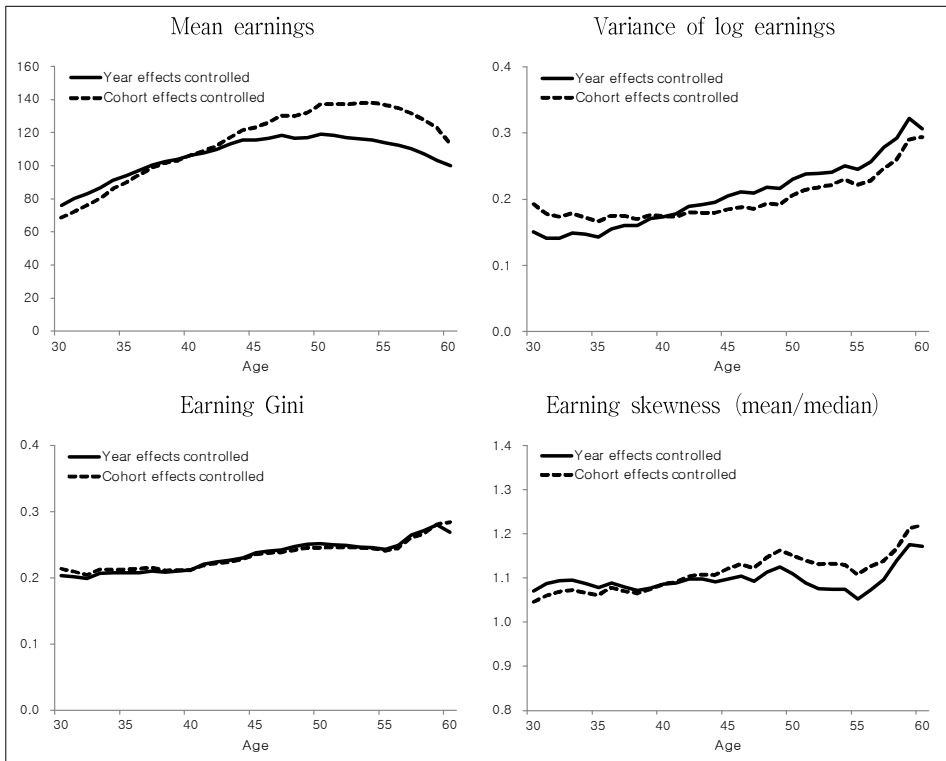 Mean earnings
160
140
120
100
80
60
40
20
0
Year effects controlled
Cohort effects controlled
30 35 40 45 50 55 60
Age
Variance of log earnings
0.4
0.3
0.2
0.1
0.0
Year effects controlled
Cohort effects controlled
30 35 40 45 50 55 60
Age
Earning Gini
0.4
0.3
0.2
0.1
0.0
Year effects controlled
Cohort effects controlled
30 35 40 45 50 55 60
Age
Earning skewness (mean/median)
1.4
1.3
1.2
1.1
1.0
0.9
0.8
Year effects controlled
Cohort effects controlled
30 35 40 45 50 55 60
Age